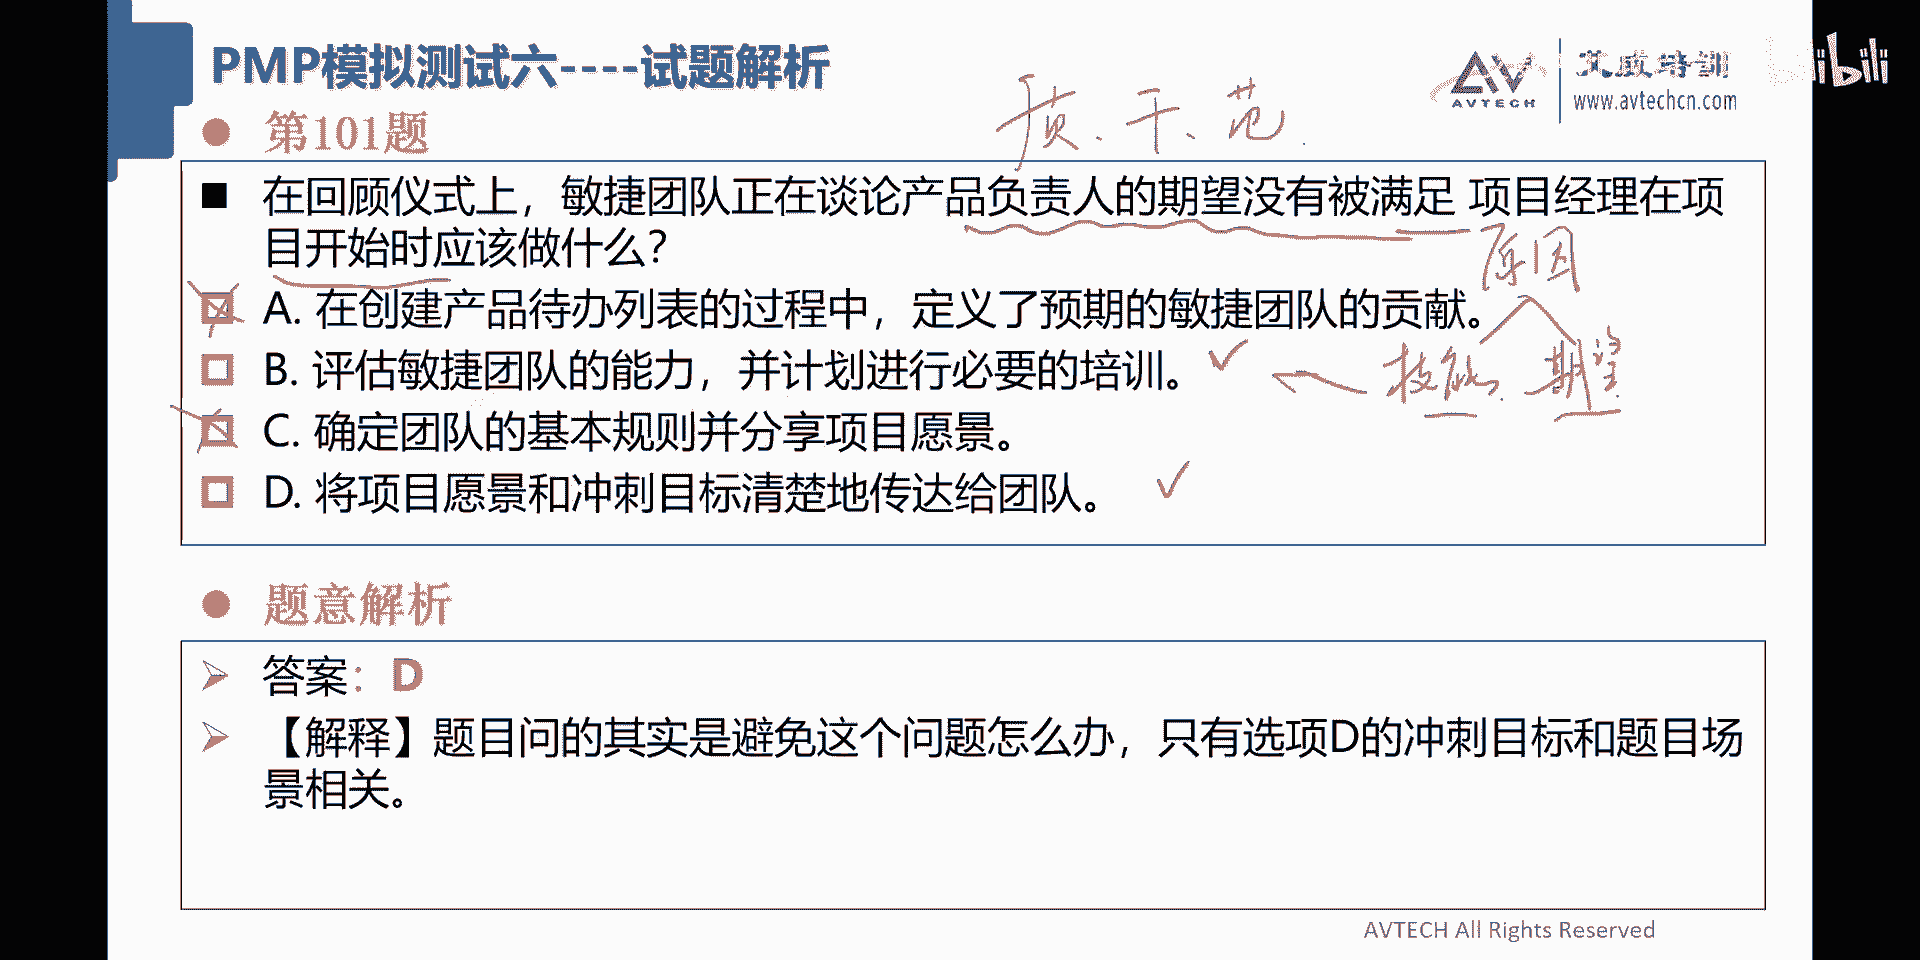 PMP模拟测试六----试题解析
AVTECH
艾威培训
www.avtechcn.com
bilibili
第101题
质、干、范
在回顾仪式上，敏捷团队正在谈论产品负责人的期望没有被满足 项目经理在项
目开始时应该做什么？
原因
A. 在创建产品待办列表的过程中，定义了预期的敏捷团队的贡献。
B. 评估敏捷团队的能力，并计划进行必要的培训。
技能、期望
C. 确定团队的基本规则并分享项目愿景。
D. 将项目愿景和冲刺目标清楚地传达给团队。
题意解析
答案：D
【解释】题目问的其实是避免这个问题怎么办，只有选项D的冲刺目标和题目场
景相关。
AVTECH All Rights Reserved